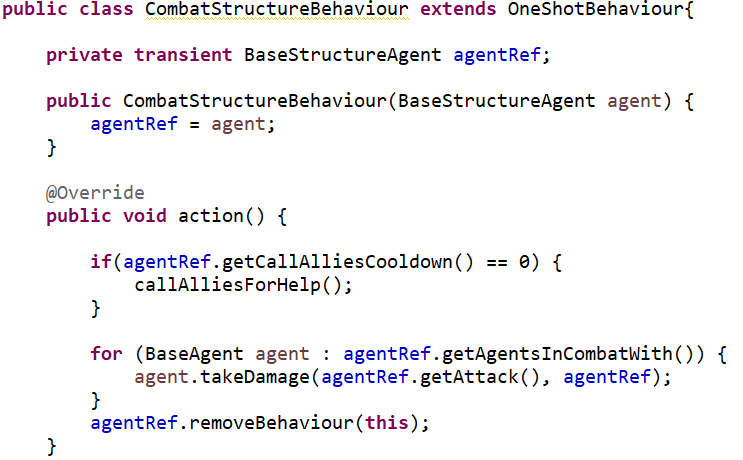 public class CombatStructureBehaviour extends OneShotBehaviour{
private transient BaseStructureAgent agentRef;
public CombatStructureBehaviour(BaseStructureAgent agent) {
agentRef = agent;
}
@Override
public void action() {
if(agentRef.getCallAlliesCooldown() == 0) {
callAlliesForHelp();
}
for (BaseAgent agent : agentRef.getAgentsInCombatWith()) {
agent.takeDamage(agentRef.getAttack(), agentRef);
}
agentRef.removeBehaviour(this);
}